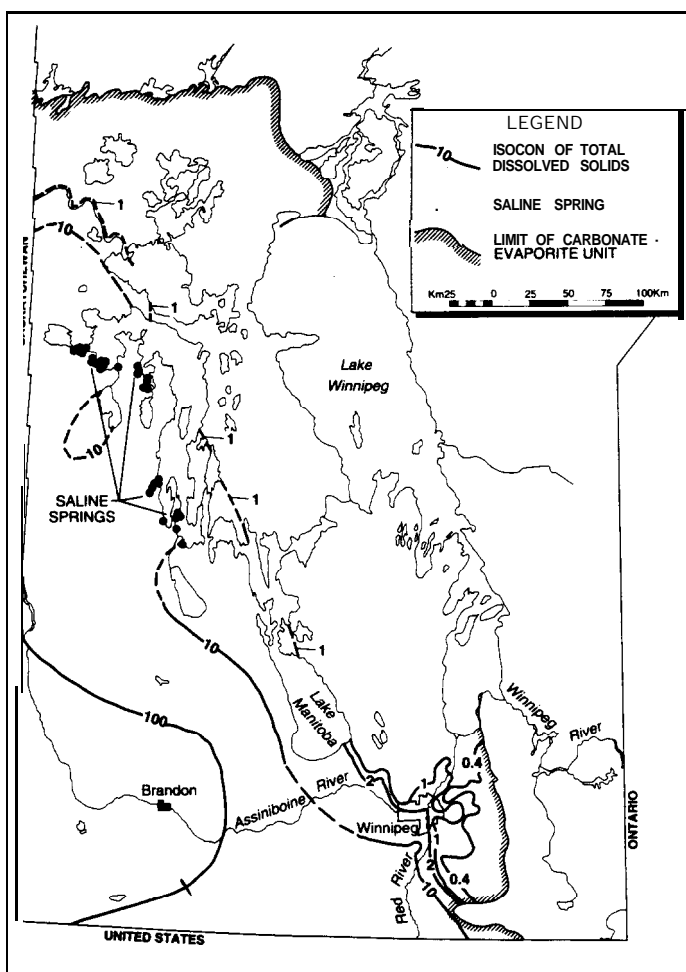 LEGEND
10
ISOCON OF TOTAL
DISSOLVED SOLIDS
SALINE SPRING
LIMIT OF CARBONATE -
EVAPORITE UNIT
Km25 0 25 50 75 100Km
1
10
1
Lake
Winnipeg
10
1
SALINE
SPRINGS
1
1
10
Lake
Manitoba
Winnipeg
River
100
0.4
1
2
Brandon
Assiniboine River
Winnipeg
1
2
0.4
10
Red River
ONTARIO
UNITED STATES